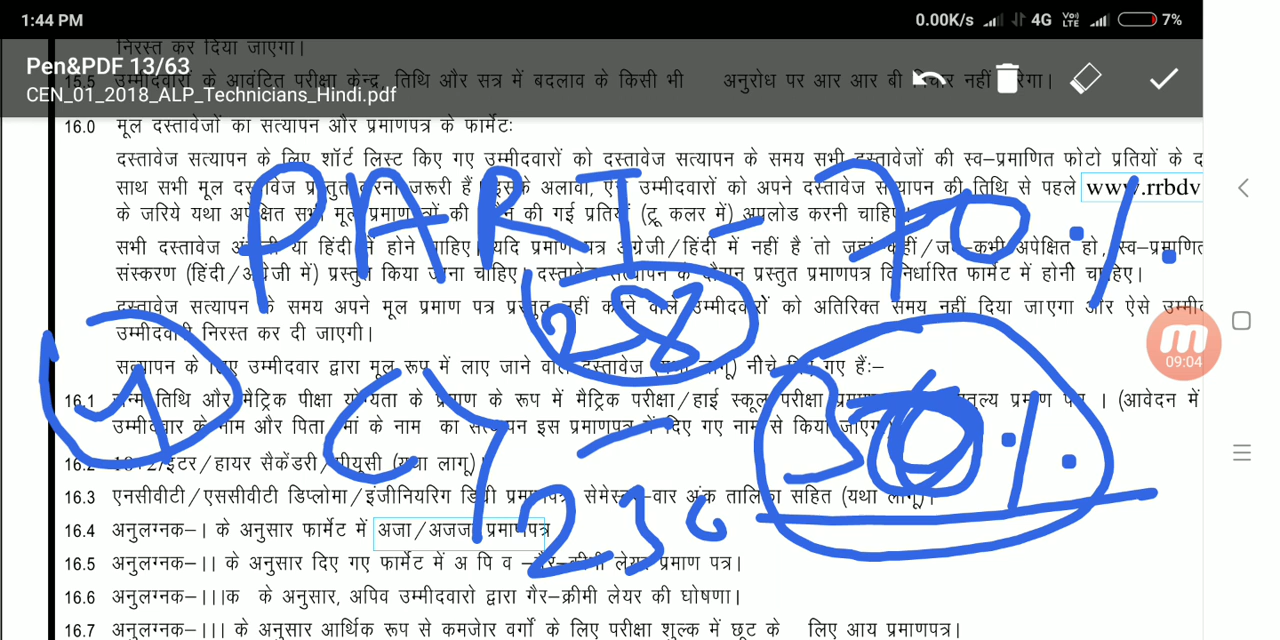 1:44 PM 0.00K/s 4G VoLTE 7%
निरस्त कर दिया जाएगा।
Pen&PDF 13/63
15.5 उम्मीदवारों के आवंटित परीक्षा केन्द्र, तिथि और सत्र में बदलाव के किसी भी अनुरोध पर आर आर बी विचार नहीं करेगा।
CEN_01_2018_ALP_Technicians_Hindi.pdf
16.0 मूल दस्तावेजों का सत्यापन और प्रमाणपत्र के फार्मेट:
दस्तावेज सत्यापन के लिए शॉर्ट लिस्ट किए गए उम्मीदवारों को दस्तावेज सत्यापन के समय सभी दस्तावेजों की स्व–प्रमाणित फोटो प्रतियों के द
साथ सभी मूल दस्तावेज प्रस्तुत करना जरूरी हैं। इसके अलावा, उम्मीदवारों को अपने दस्तावेज सत्यापन की तिथि से पहले www.rrbdv
के जरिये यथा अपेक्षित सभी मूल प्रमाणपत्रों की की गई प्रतियों (ट्रू कलर में) अपलोड करनी चाहिए।
सभी दस्तावेज अंग्रेजी या हिंदी में होने चाहिए। यदि प्रमाण पत्र अंग्रेजी/हिंदी में नहीं है तो जहां कहीं/जब–कभी अपेक्षित हो, स्व–प्रमाणित
संस्करण (हिंदी/अंग्रेजी में) प्रस्तुत किया जाना चाहिए। दस्तावेज सत्यापन के दौरान प्रस्तुत प्रमाणपत्र विनिर्धारित फार्मेट में होनी चाहिए।
PART – 70%
दस्तावेज सत्यापन के समय अपने मूल प्रमाण पत्र प्रस्तुत नहीं करने वाले उम्मीदवारों को अतिरिक्त समय नहीं दिया जाएगा और ऐसे उम्मीद
28
उम्मीदवारी निरस्त कर दी जाएगी।
09:04
सत्यापन के लिए उम्मीदवार द्वारा मूल रूप में लाए जाने वाले दस्तावेज (यथा लागू) नीचे दिए गए हैं:–
16.1 जन्म तिथि और मैट्रिक पीक्षा योग्यता के प्रमाण के रूप में मैट्रिक परीक्षा/हाई स्कूल परीक्षा प्रमाण पत्र । (आवेदन में
उम्मीदवार के नाम और पिता मां के नाम का सत्यापन इस प्रमाणपत्र में दिए गए नाम से किया जाएगा
30%
16.2 10+2/इंटर/हायर सैकेंडरी/पीयूसी (यथा लागू)।
16.3 एनसीवीटी/एससीवीटी डिप्लोमा/इंजीनियरिंग डिग्री प्रमाणपत्र, सेमेस्टर–वार अंक तालिका सहित (यथा लागू)।
16.4 अनुलग्नक–। के अनुसार फार्मेट में अजा/अजजा प्रमाणपत्र
230
16.5 अनुलग्नक–।। के अनुसार दिए गए फार्मेट में अ पि व –गैर–क्रीमी लेयर प्रमाण पत्र।
16.6 अनुलग्नक–।।।क के अनुसार, अपिव उम्मीदवारो द्वारा गैर–क्रीमी लेयर की घोषणा।
16.7 अनुलग्नक–।।। के अनुसार आर्थिक रूप से कमजोर वर्गो के लिए परीक्षा शुल्क में छूट के लिए आय प्रमाणपत्र।